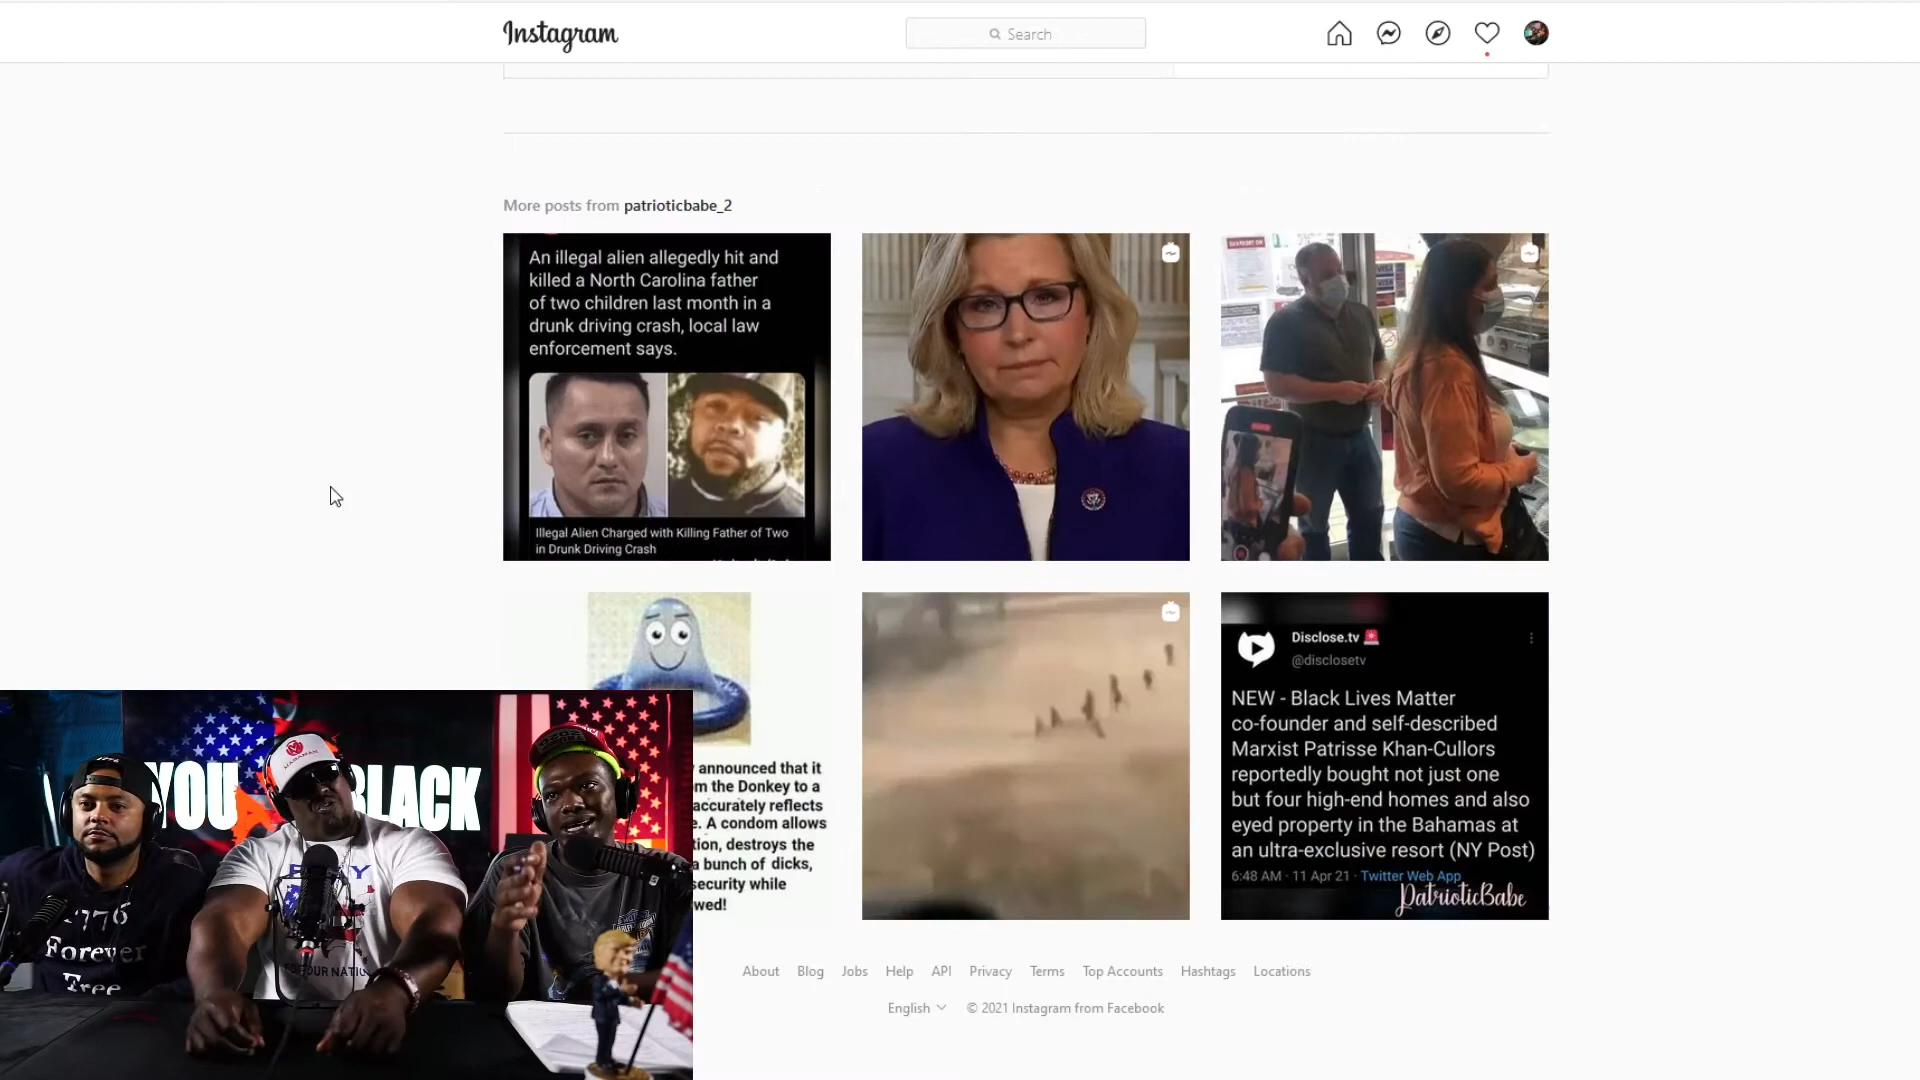 Instagram
Search
More posts from patrioticbabe_2
An illegal alien allegedly hit and
killed a North Carolina father
of two children last month in a
drunk driving crash, local law
enforcement says.
Illegal Alien Charged with Killing Father of Two
in Drunk Driving Crash
announced that it
m the Donkey to a
accurately reflects
. A condom allows
tion, destroys the
a bunch of dicks,
security while
wed!
Disclose.tv
@disclosetv
NEW - Black Lives Matter
co-founder and self-described
Marxist Patrisse Khan-Cullors
reportedly bought not just one
but four high-end homes and also
eyed property in the Bahamas at
an ultra-exclusive resort (NY Post)
6:48 AM · 11 Apr 21 · Twitter Web App
PatrioticBabe
YOU BLACK
1776
Forever
Free
OUR NATI
About Blog Jobs Help API Privacy Terms Top Accounts Hashtags Locations
English © 2021 Instagram from Facebook